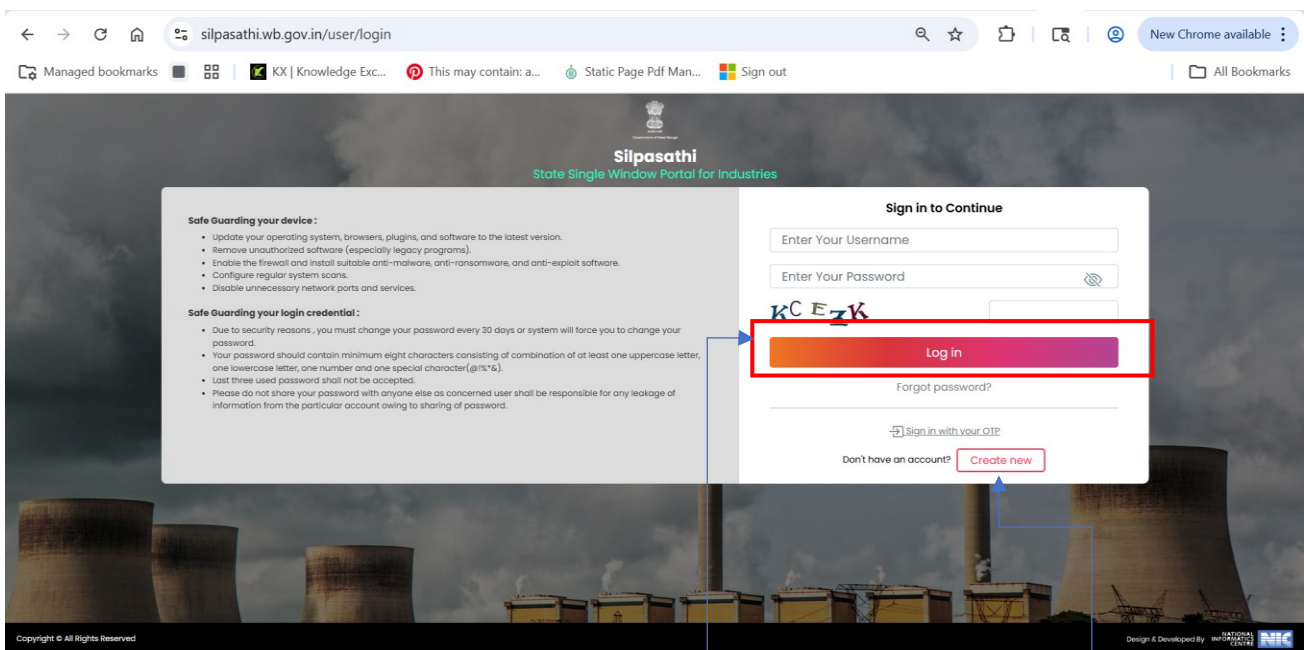 silpasathi.wb.gov.in/user/login
New Chrome available
Managed bookmarks
KX | Knowledge Exc...
This may contain: a...
Static Page Pdf Man...
Sign out
All Bookmarks
Silpasathi
State Single Window Portal for Industries
Safe Guarding your device :
• Update your operating system, browsers, plugins, and software to the latest version.
• Remove unauthorized software (especially legacy programs).
• Enable the firewall and install suitable anti-malware, anti-ransomware, and anti-exploit software.
• Configure regular system scans.
• Disable unnecessary network ports and services.
Safe Guarding your login credential :
• Due to security reasons , you must change your password every 30 days or system will force you to change your
password.
• Your password should contain minimum eight characters consisting of combination of at least one uppercase letter,
one lowercase letter, one number and one special character(@!%*&).
• Last three used password shall not be accepted.
• Please do not share your password with anyone else as concerned user shall be responsible for any leakage of
information from the particular account owing to sharing of password.
Sign in to Continue
Enter Your Username
Enter Your Password
KCEzK
Log in
Forgot password?
Sign in with your OTP
Don't have an account? Create new
Copyright © All Rights Reserved
Design & Developed By NATIONAL
INFORMATICS
CENTRE
NIC